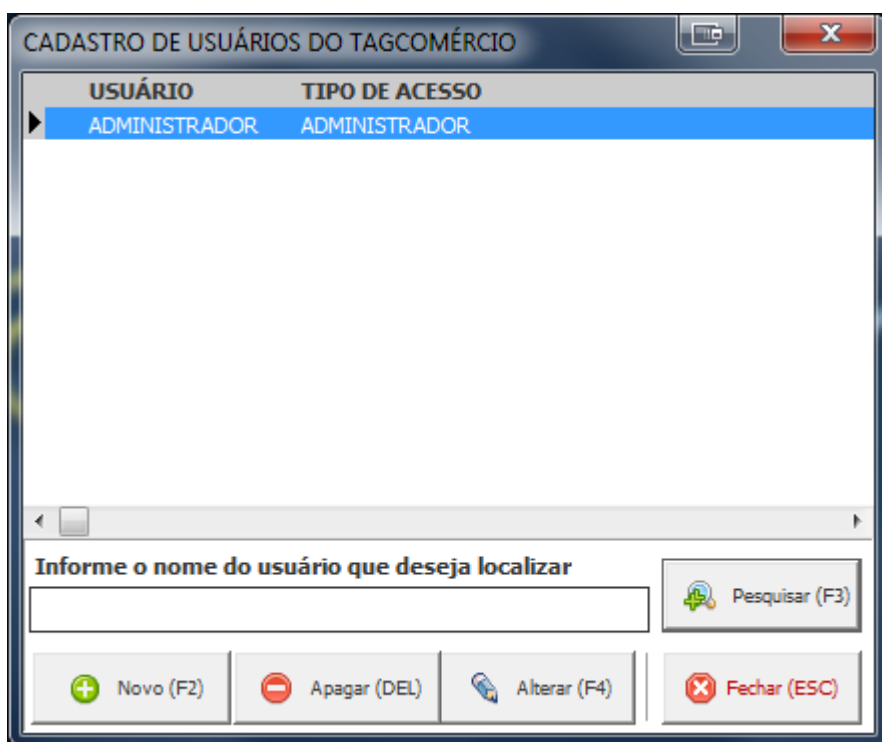 CADASTRO DE USUÁRIOS DO TAGCOMÉRCIO
USUÁRIO TIPO DE ACESSO
ADMINISTRADOR ADMINISTRADOR
Informe o nome do usuário que deseja localizar
Pesquisar (F3)
Novo (F2) Apagar (DEL) Alterar (F4) Fechar (ESC)